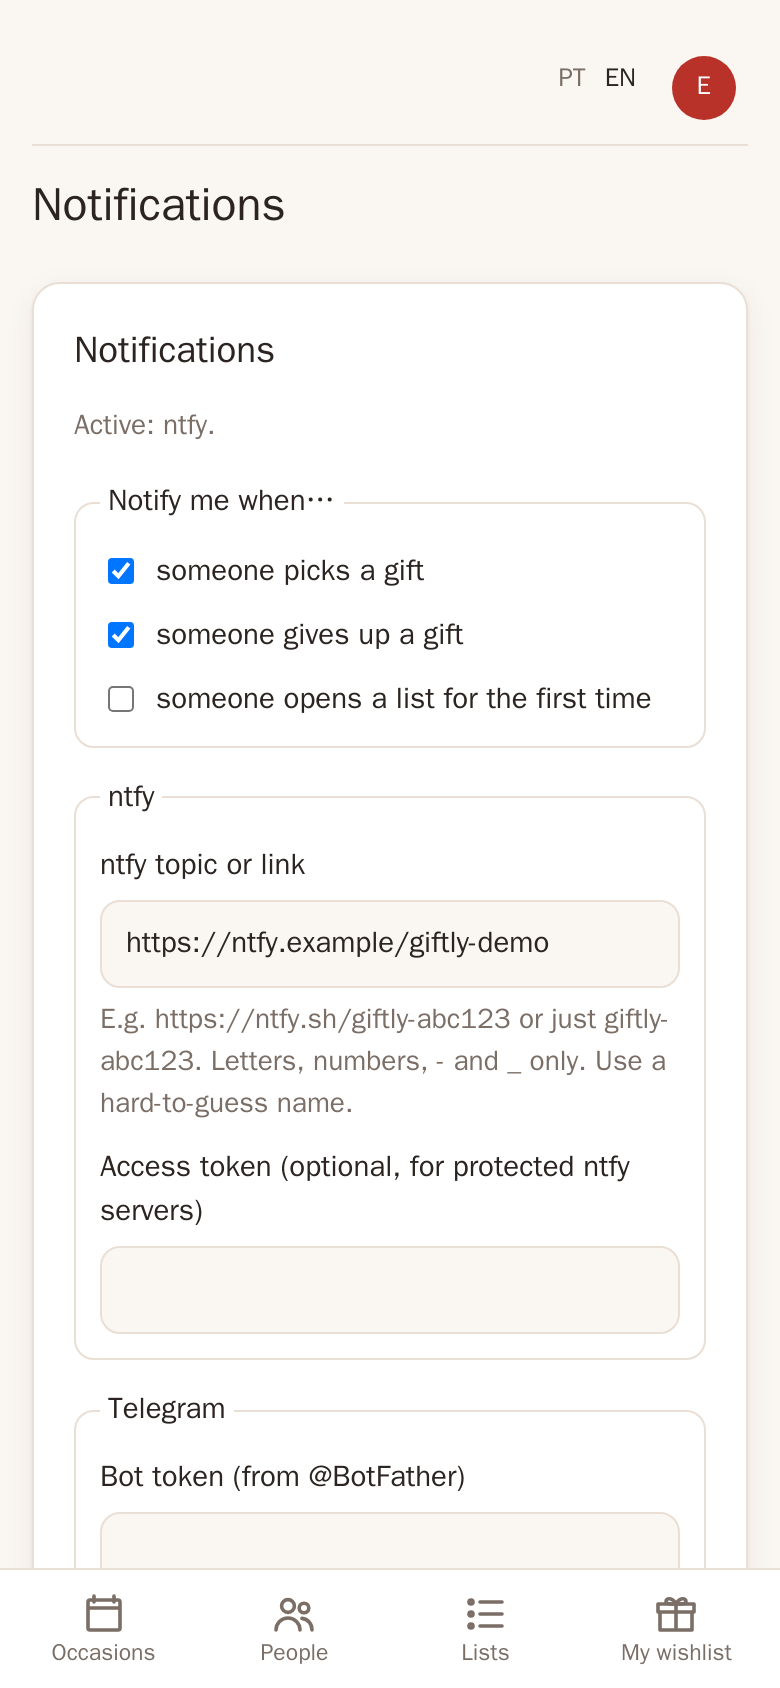 PT EN E
Notifications
Notifications
Active: ntfy.
Notify me when···
someone picks a gift
someone gives up a gift
someone opens a list for the first time
ntfy
ntfy topic or link
https://ntfy.example/giftly-demo
E.g. https://ntfy.sh/giftly-abc123 or just giftly-
abc123. Letters, numbers, - and _ only. Use a
hard-to-guess name.
Access token (optional, for protected ntfy
servers)
Telegram
Bot token (from @BotFather)
Occasions People Lists My wishlist